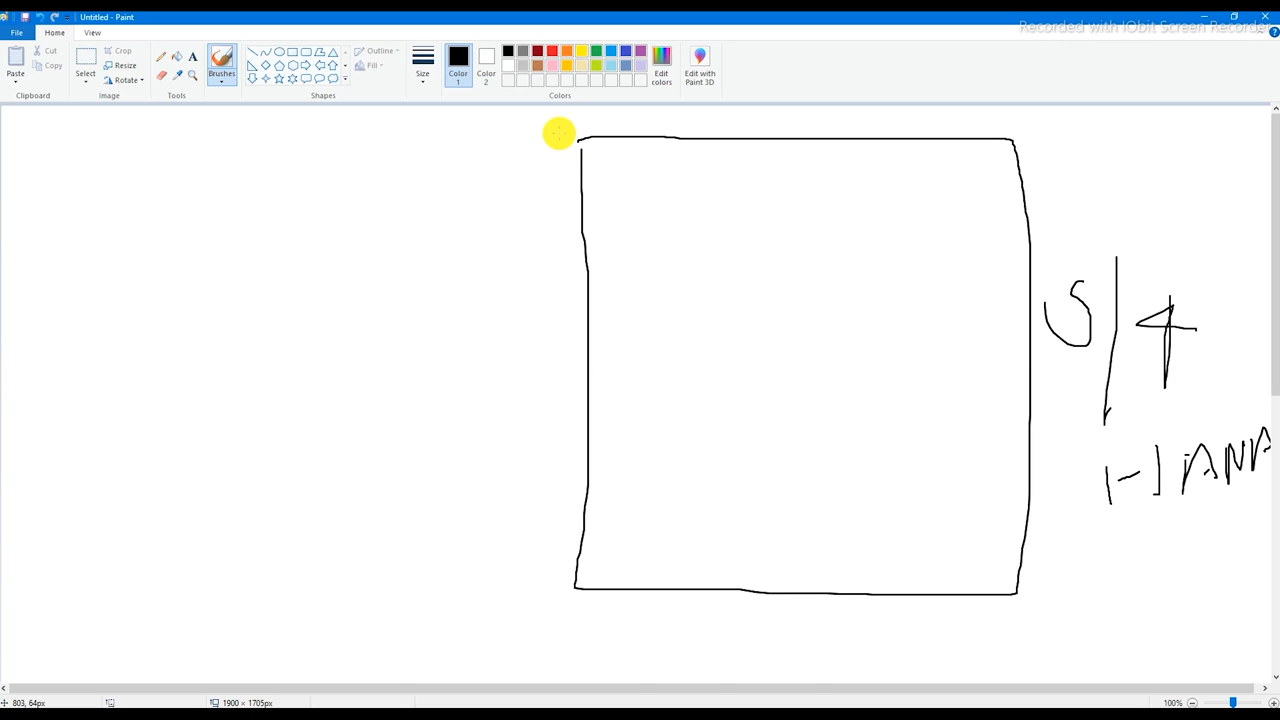 Untitled - Paint
Recorded with IObit Screen Recorder
File Home View
Paste
Cut
Copy
Clipboard
Select
Crop
Resize
Rotate
Image
Tools
Brushes
Outline
Fill
Shapes
Size
Color 1
Color 2
Colors
Edit colors
Edit with Paint 3D
4
803, 64px
1900 × 1705px
100%